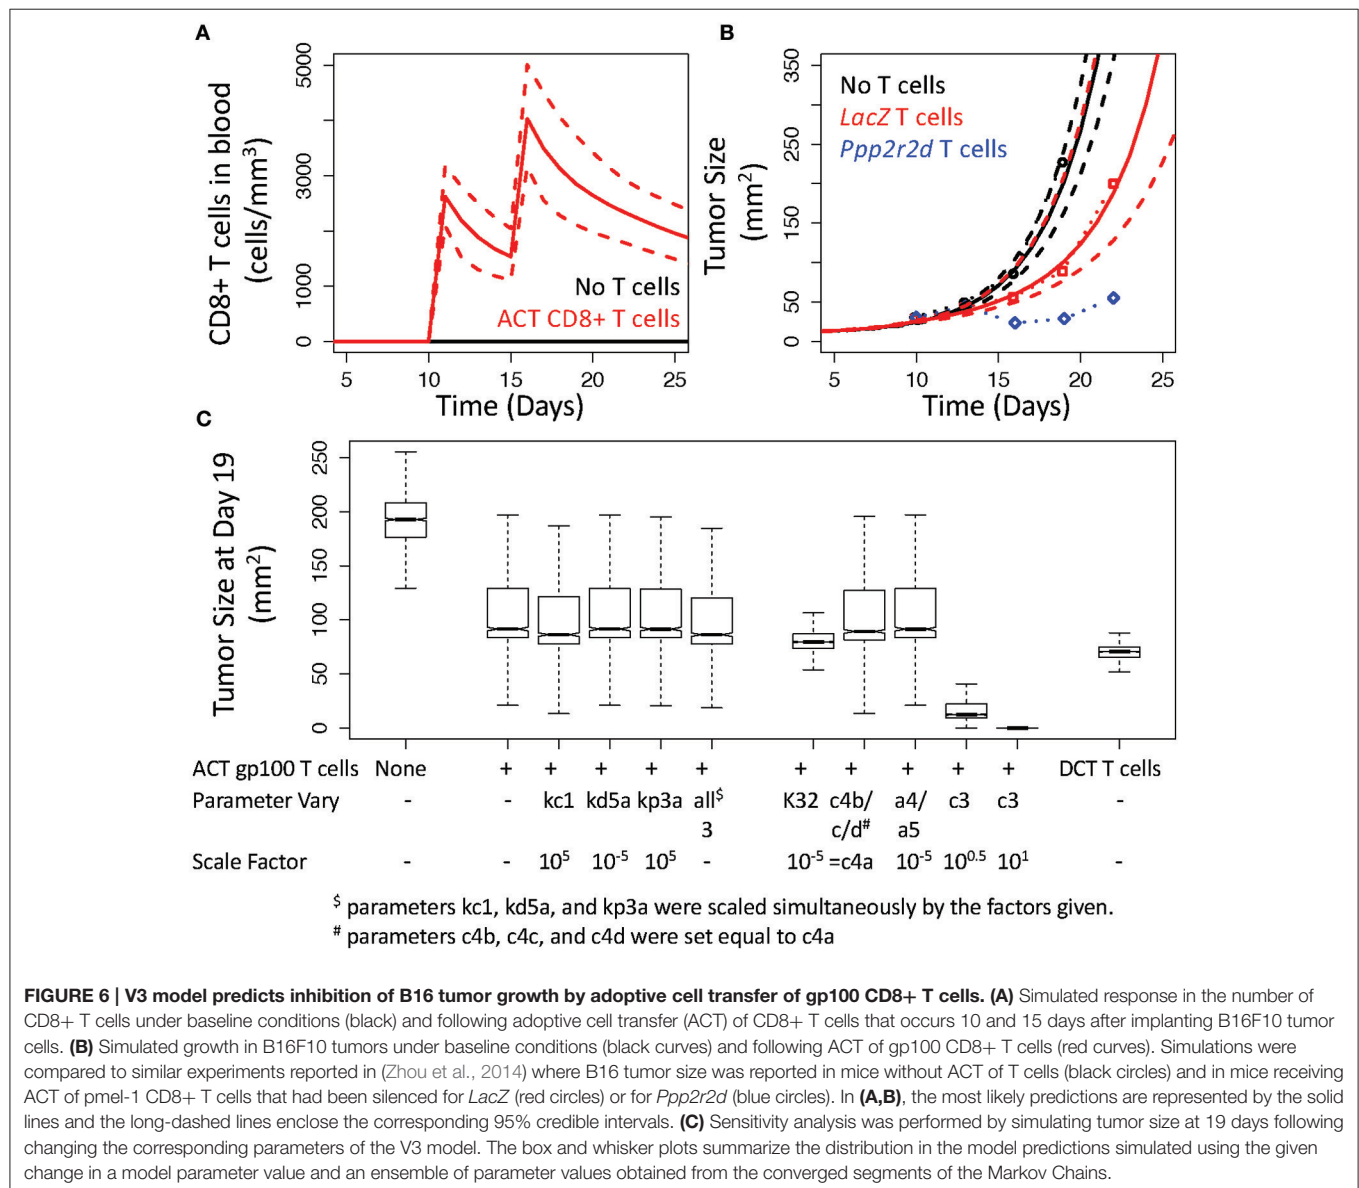 A
CD8+ T cells in blood
(cells/mm³)
0
1000
3000
5000
No T cells
ACT CD8+ T cells
5
10
15
20
25
Time (Days)
B
Tumor Size
(mm²)
0
50
150
250
350
No T cells
LacZ T cells
Ppp2r2d T cells
5
10
15
20
25
Time (Days)
C
Tumor Size at Day 19
(mm²)
0
50
100
150
200
250
ACT gp100 T cells None + + + + + + + + + + DCT T cells
Parameter Vary - - kc1 kd5a kp3a all$ K32 c4b/ a4/ c3 c3 -
3 c/d# a5
Scale Factor - - 10⁵ 10⁻⁵ 10⁵ - 10⁻⁵ =c4a 10⁻⁵ 10⁰·⁵ 10¹ -
$ parameters kc1, kd5a, and kp3a were scaled simultaneously by the factors given.
# parameters c4b, c4c, and c4d were set equal to c4a
FIGURE 6 | V3 model predicts inhibition of B16 tumor growth by adoptive cell transfer of gp100 CD8+ T cells. (A) Simulated response in the number of
CD8+ T cells under baseline conditions (black) and following adoptive cell transfer (ACT) of CD8+ T cells that occurs 10 and 15 days after implanting B16F10 tumor
cells. (B) Simulated growth in B16F10 tumors under baseline conditions (black curves) and following ACT of gp100 CD8+ T cells (red curves). Simulations were
compared to similar experiments reported in (Zhou et al., 2014) where B16 tumor size was reported in mice without ACT of T cells (black circles) and in mice receiving
ACT of pmel-1 CD8+ T cells that had been silenced for LacZ (red circles) or for Ppp2r2d (blue circles). In (A,B), the most likely predictions are represented by the solid
lines and the long-dashed lines enclose the corresponding 95% credible intervals. (C) Sensitivity analysis was performed by simulating tumor size at 19 days following
changing the corresponding parameters of the V3 model. The box and whisker plots summarize the distribution in the model predictions simulated using the given
change in a model parameter value and an ensemble of parameter values obtained from the converged segments of the Markov Chains.